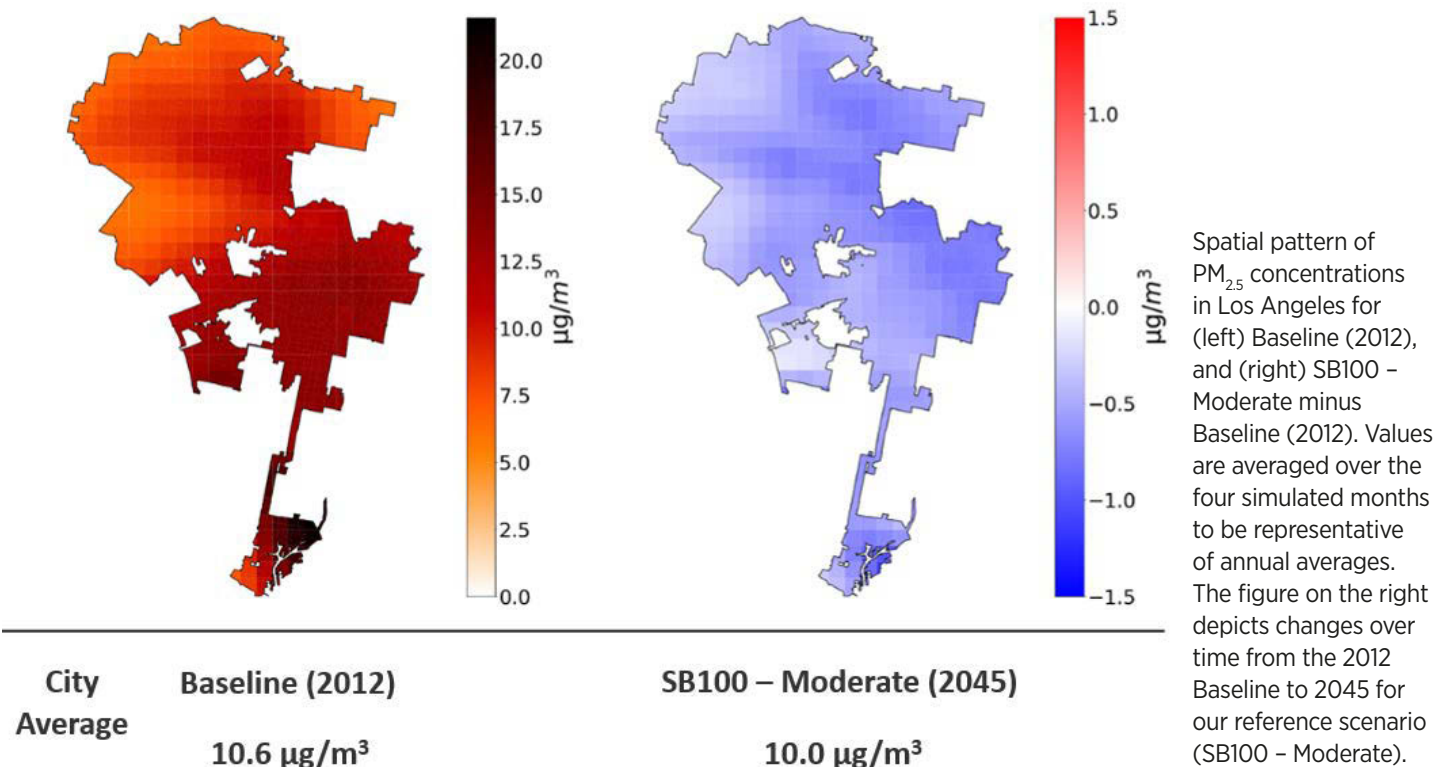 20.0
17.5
15.0
12.5
10.0
7.5
5.0
2.5
0.0
µg/m³
1.5
1.0
0.5
0.0
−0.5
−1.0
−1.5
µg/m³
Spatial pattern of
PM2.5 concentrations
in Los Angeles for
(left) Baseline (2012),
and (right) SB100 –
Moderate minus
Baseline (2012). Values
are averaged over the
four simulated months
to be representative
of annual averages.
The figure on the right
depicts changes over
time from the 2012
Baseline to 2045 for
our reference scenario
(SB100 – Moderate).
City
Average
Baseline (2012)
10.6 µg/m³
SB100 – Moderate (2045)
10.0 µg/m³